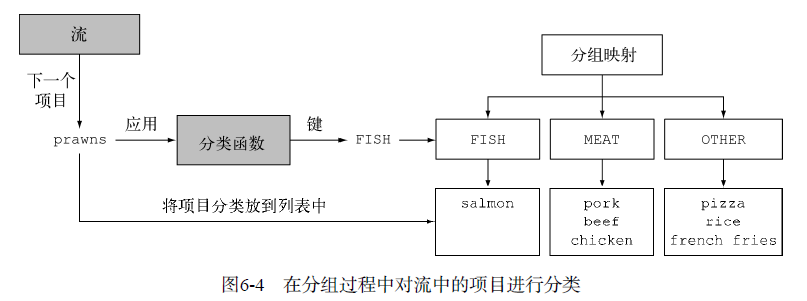 流
分组映射
下一个
项目
prawns
应用
分类函数
键
FISH
FISH
MEAT
OTHER
将项目分类放到列表中
salmon
pork
beef
chicken
pizza
rice
french fries
图6-4 在分组过程中对流中的项目进行分类